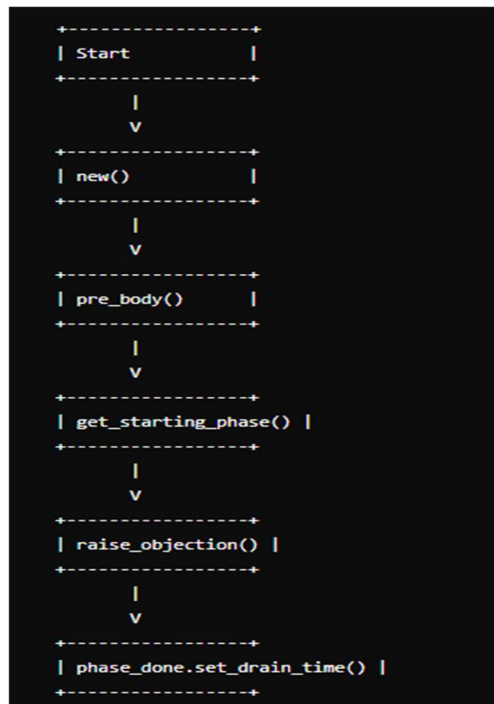 +-----------------+
| Start           |
+-----------------+
        |
        v
+-----------------+
| new()           |
+-----------------+
        |
        v
+-----------------+
| pre_body()      |
+-----------------+
        |
        v
+-----------------+
| get_starting_phase() |
+-----------------+
        |
        v
+-----------------+
| raise_objection() |
+-----------------+
        |
        v
+-----------------+
| phase_done.set_drain_time() |
+-----------------+